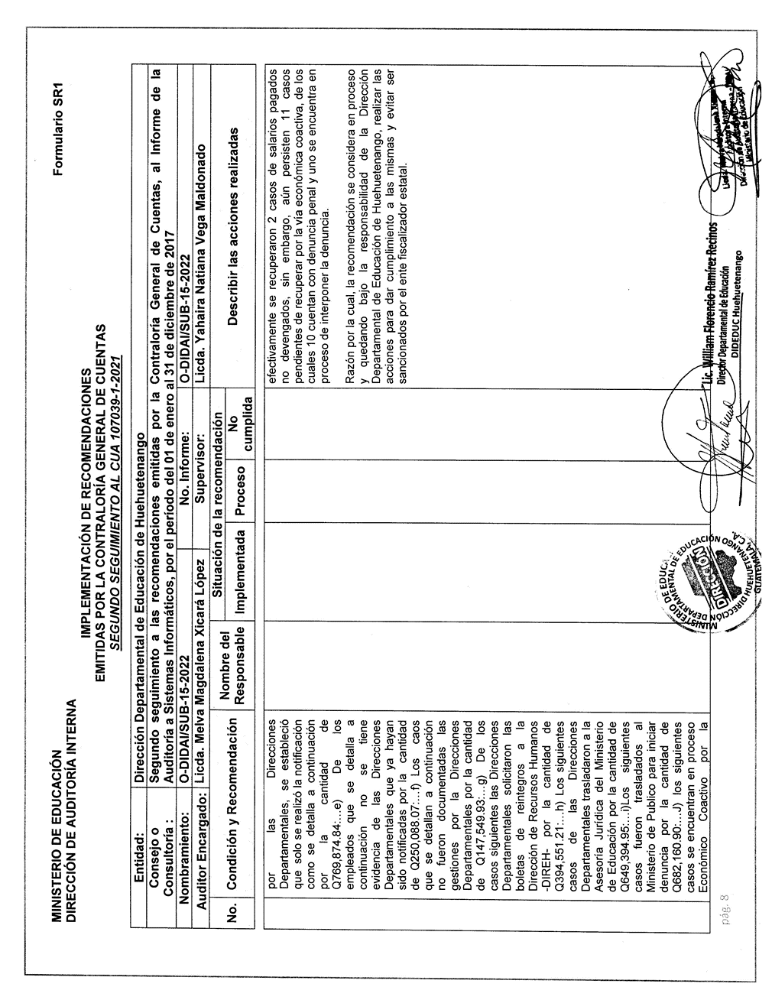 MINISTERIO DE EDUCACIÓN
DIRECCIÓN DE AUDITORÍA INTERNA
Formulario SR1
IMPLEMENTACIÓN DE RECOMENDACIONES
EMITIDAS POR LA CONTRALORÍA GENERAL DE CUENTAS
SEGUNDO SEGUIMIENTO AL CUA 107039-1-2021
Entidad: Dirección Departamental de Educación de Huehuetenango
Consejo o Consultoría : Segundo seguimiento a las recomendaciones emitidas por la Contraloría General de Cuentas, al Informe de la
Auditoría a Sistemas Informáticos, por el período del 01 de enero al 31 de diciembre de 2017
Nombramiento: O-DIDAI/SUB-15-2022 No. Informe: O-DIDAI/SUB-15-2022
Auditor Encargado: Licda. Melva Magdalena Xicará López Supervisor: Licda. Yahaira Natiana Vega Maldonado
No. Condición y Recomendación
Nombre del
Responsable
Situación de la recomendación
Implementada Proceso No
cumplida
Describir las acciones realizadas
por las Direcciones
Departamentales, se estableció
que solo se realizó la notificación
como se detalla a continuación
por la cantidad de
Q769,874.84:...e) De los
empleados que se detalla a
continuación no se tiene
evidencia de las Direcciones
Departamentales que ya hayan
sido notificadas por la cantidad
de Q250,088.07:...f) Los caos
que se detallan a continuación
no fueron documentadas las
gestiones por la Direcciones
Departamentales por la cantidad
de Q147,549.93:...g) De los
casos siguientes las Direcciones
Departamentales solicitaron las
boletas de reintegros a la
Dirección de Recursos Humanos
-DIREH- por la cantidad de
Q394,551.21:...h) Los siguientes
casos de las Direcciones
Departamentales trasladaron a la
Asesoría Jurídica del Ministerio
de Educación por la cantidad de
Q649,394.95:...i)Los siguientes
casos fueron trasladados al
Ministerio de Publico para iniciar
denuncia por la cantidad de
Q682,160.90:...J) los siguientes
casos se encuentran en proceso
Económico Coactivo por la
efectivamente se recuperaron 2 casos de salarios pagados
no devengados, sin embargo, aún persisten 11 casos
pendientes de recuperar por la vía económica coactiva, de los
cuales 10 cuentan con denuncia penal y uno se encuentra en
proceso de interponer la denuncia.
Razón por la cual, la recomendación se considera en proceso
y quedando bajo la responsabilidad de la Dirección
Departamental de Educación de Huehuetenango, realizar las
acciones para dar cumplimiento a las mismas y evitar ser
sancionados por el ente fiscalizador estatal.
pág. 8
MINISTERIO DE EDUCACIÓN
DIRECCIÓN DEPARTAMENTAL DE EDUCACIÓN
DIRECCIÓN
HUEHUETENANGO
GUATEMALA, C.A.
Lic. William Florencio Ramírez Recinos
Director Departamental de Educación
DIDEDUC Huehuetenango
Ministerio de Educación